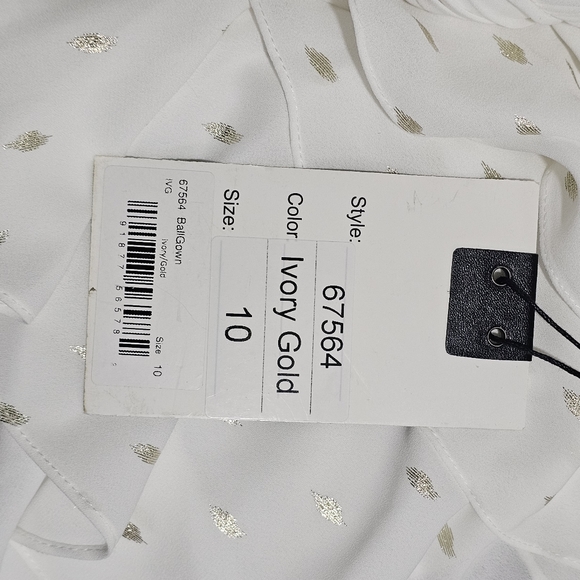 Style: 67564
Color Ivory Gold
Size: 10
67564 BallGown
IVG
Ivory/Gold
Size 10